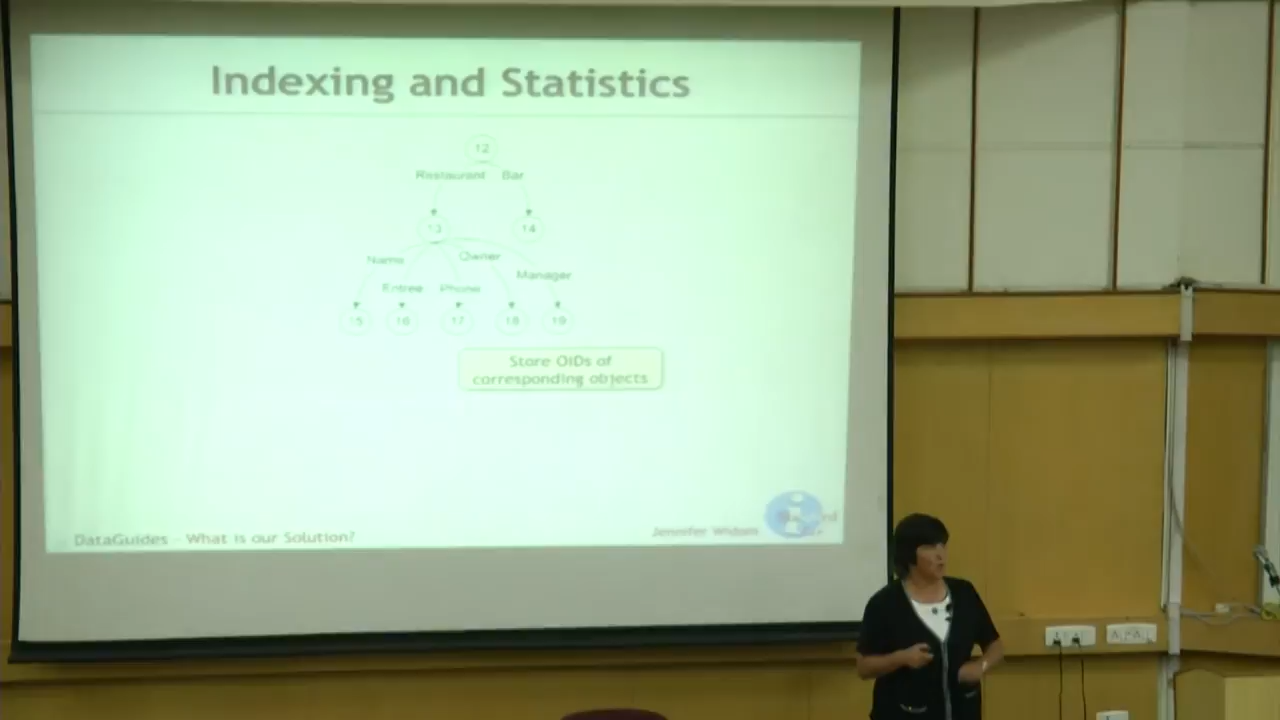 Indexing and Statistics
12
Restaurant Bar
13 14
Name Owner
Manager
Entree Phone
15 16 17 18 19
Store OIDs of
corresponding objects
DataGuides - What is our Solution?
Jennifer Widom